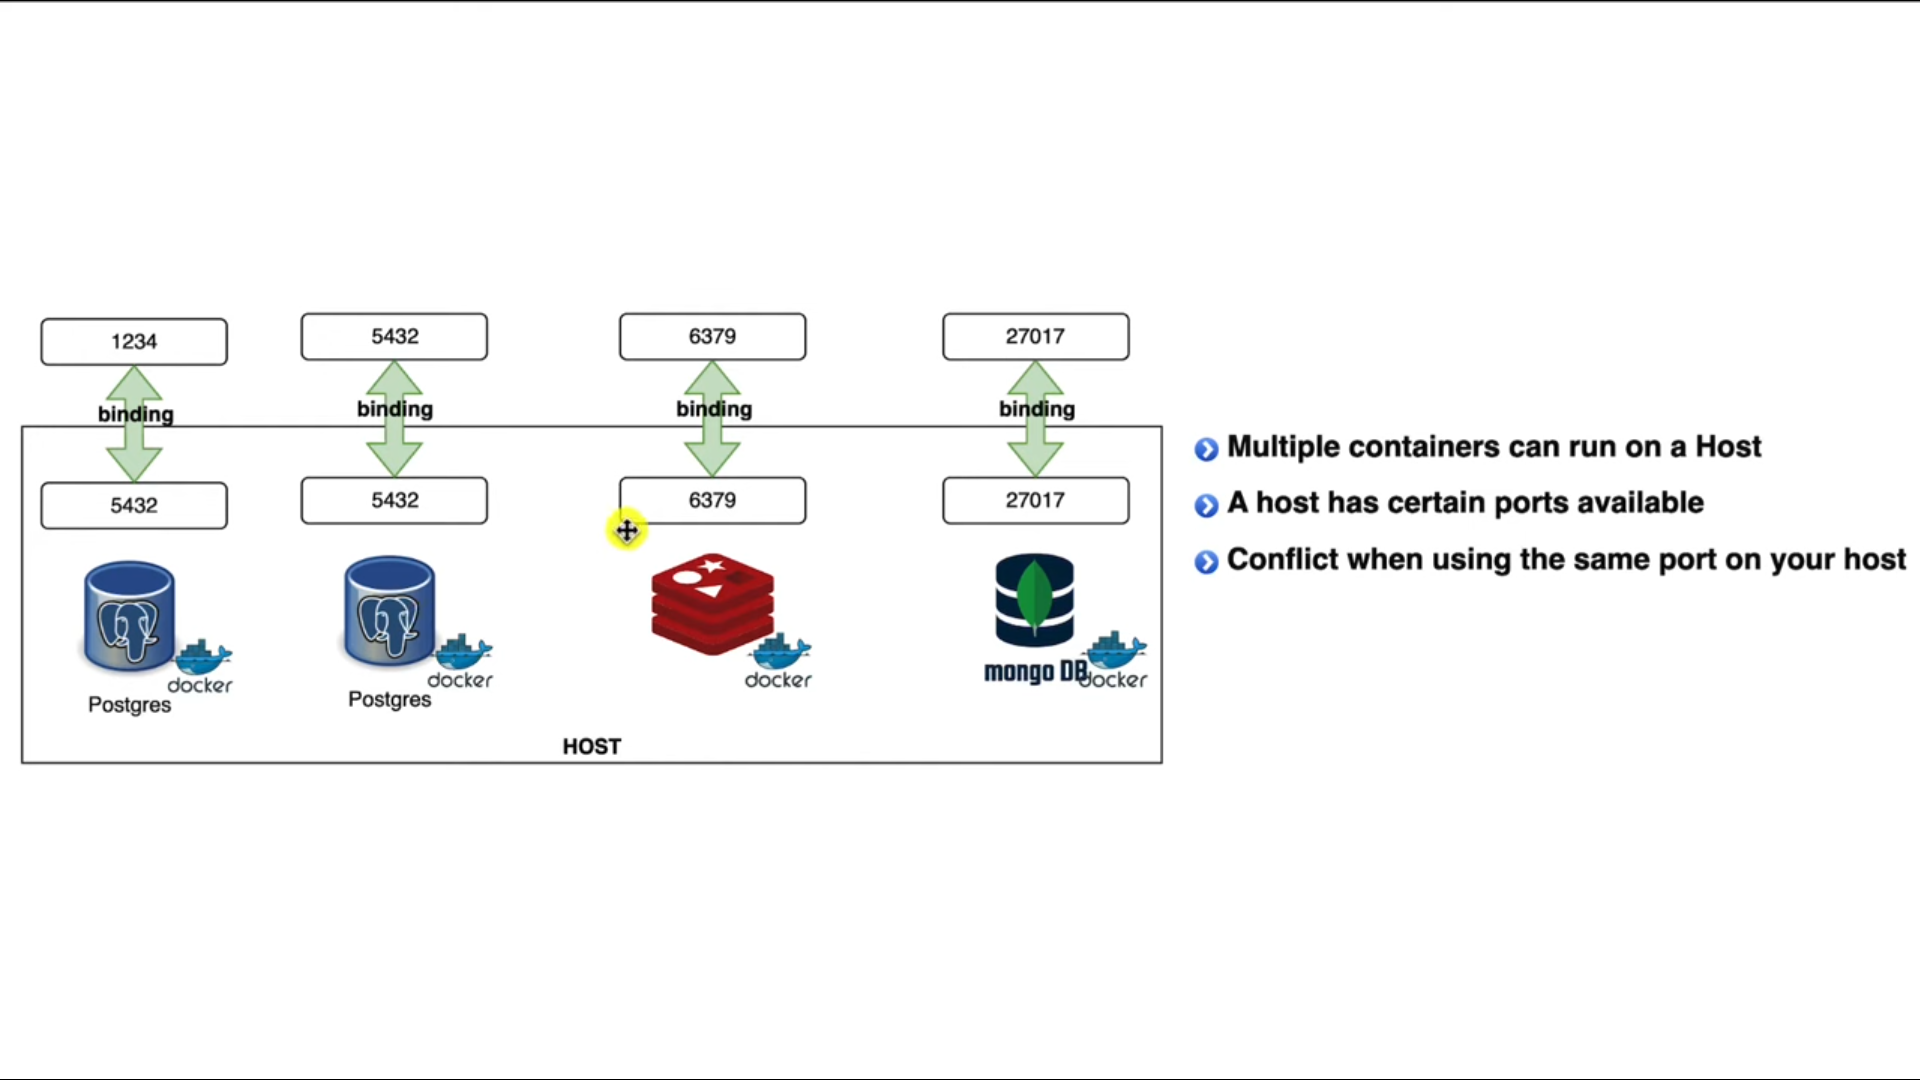 1234
5432
6379
27017
binding
binding
binding
binding
5432
5432
6379
27017
docker
Postgres
docker
Postgres
docker
mongo DB
docker
HOST
Multiple containers can run on a Host
A host has certain ports available
Conflict when using the same port on your host